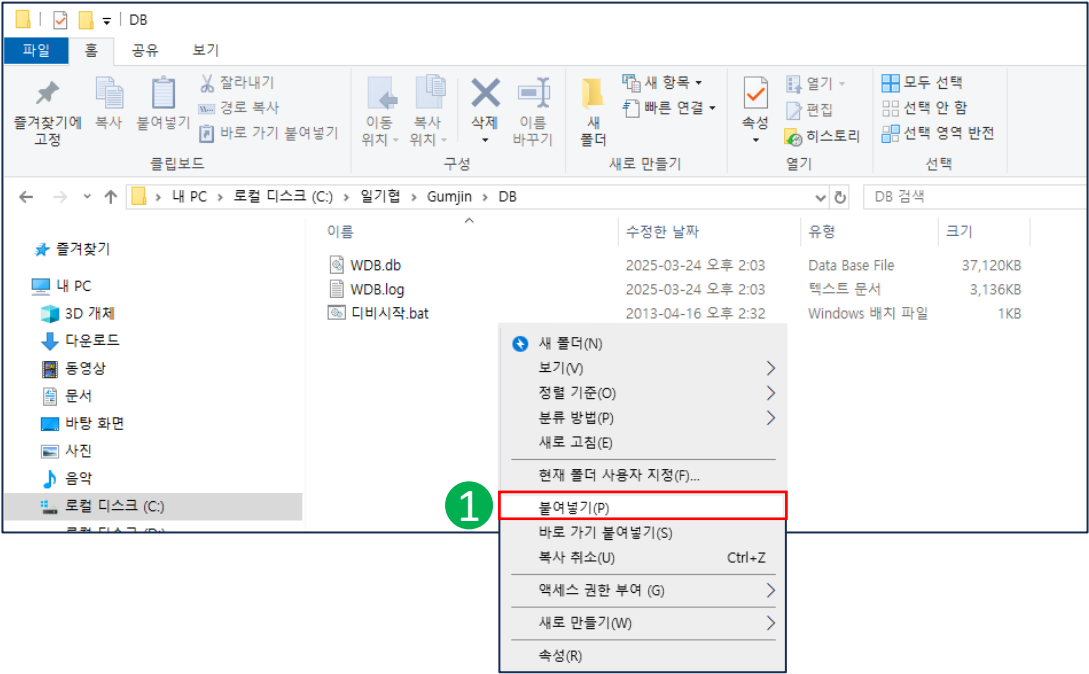 DB
파일 홈 공유 보기
즐겨찾기에 고정
복사
붙여넣기
잘라내기
경로 복사
바로 가기 붙여넣기
클립보드
이동 위치
복사 위치
삭제
이름 바꾸기
구성
새 폴더
새 항목
빠른 연결
새로 만들기
속성
열기
편집
히스토리
열기
모두 선택
선택 안 함
선택 영역 반전
선택
내 PC > 로컬 디스크 (C:) > 일기협 > Gumjin > DB
DB 검색
즐겨찾기
내 PC
3D 개체
다운로드
동영상
문서
바탕 화면
사진
음악
로컬 디스크 (C:)
로컬 디스크 (D:)
이름 수정한 날짜 유형 크기
WDB.db 2025-03-24 오후 2:03 Data Base File 37,120KB
WDB.log 2025-03-24 오후 2:03 텍스트 문서 3,136KB
디비시작.bat 2013-04-16 오후 2:32 Windows 배치 파일 1KB
새 폴더(N)
보기(V)
정렬 기준(O)
분류 방법(P)
새로 고침(E)
현재 폴더 사용자 지정(F)...
1 붙여넣기(P)
바로 가기 붙여넣기(S)
복사 취소(U) Ctrl+Z
액세스 권한 부여 (G)
새로 만들기(W)
속성(R)